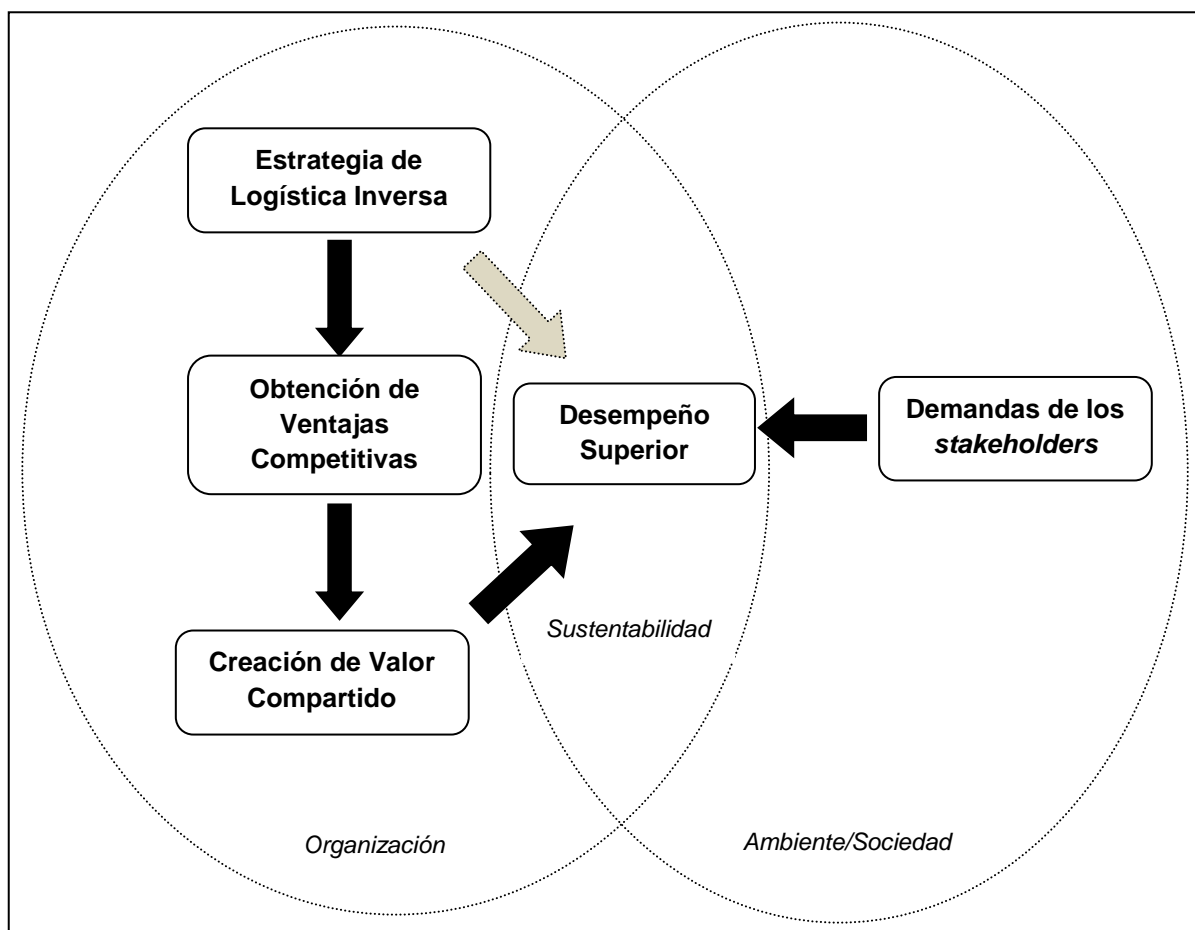 Estrategia de
Logística Inversa
Obtención de
Ventajas
Competitivas
Desempeño
Superior
Demandas de los
stakeholders
Sustentabilidad
Creación de Valor
Compartido
Organización
Ambiente/Sociedad